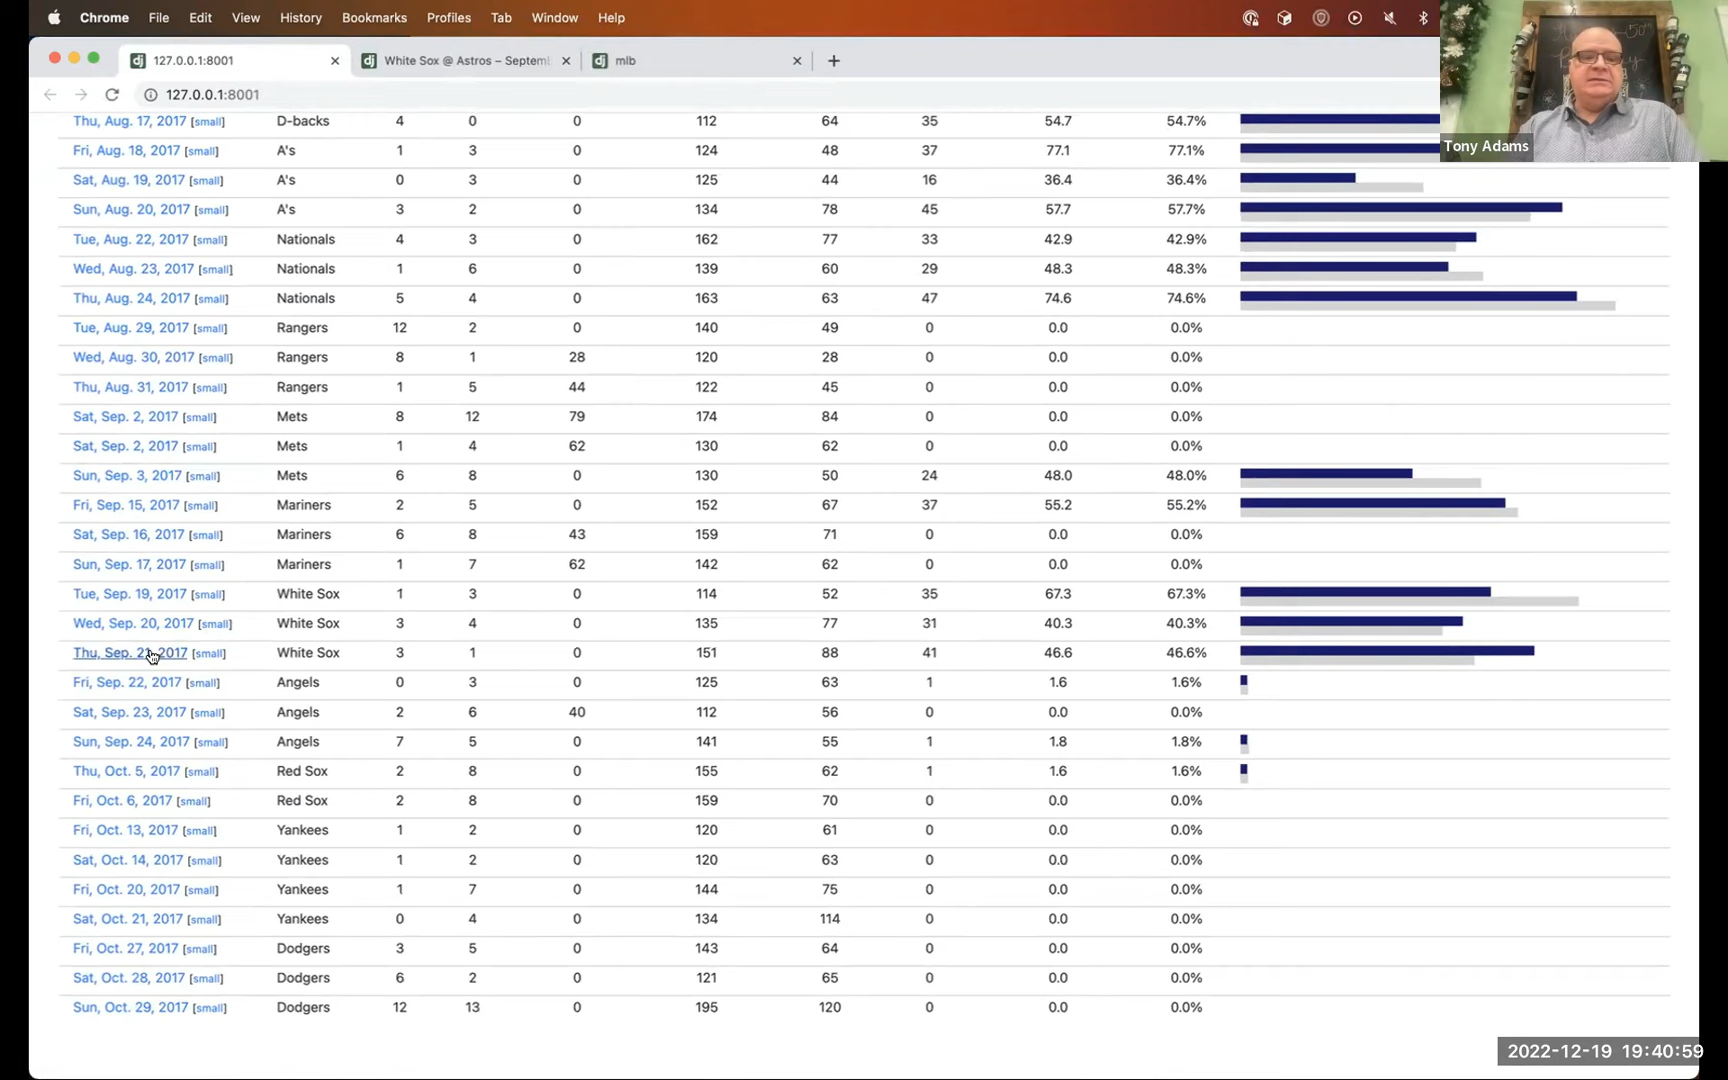 Chrome File Edit View History Bookmarks Profiles Tab Window Help
127.0.0.1:8001 White Sox @ Astros – Septem mlb
127.0.0.1:8001
Thu, Aug. 17, 2017 [small] D-backs 4 0 0 112 64 35 54.7 54.7%
Fri, Aug. 18, 2017 [small] A's 1 3 0 124 48 37 77.1 77.1%
Sat, Aug. 19, 2017 [small] A's 0 3 0 125 44 16 36.4 36.4%
Sun, Aug. 20, 2017 [small] A's 3 2 0 134 78 45 57.7 57.7%
Tue, Aug. 22, 2017 [small] Nationals 4 3 0 162 77 33 42.9 42.9%
Wed, Aug. 23, 2017 [small] Nationals 1 6 0 139 60 29 48.3 48.3%
Thu, Aug. 24, 2017 [small] Nationals 5 4 0 163 63 47 74.6 74.6%
Tue, Aug. 29, 2017 [small] Rangers 12 2 0 140 49 0 0.0 0.0%
Wed, Aug. 30, 2017 [small] Rangers 8 1 28 120 28 0 0.0 0.0%
Thu, Aug. 31, 2017 [small] Rangers 1 5 44 122 45 0 0.0 0.0%
Sat, Sep. 2, 2017 [small] Mets 8 12 79 174 84 0 0.0 0.0%
Sat, Sep. 2, 2017 [small] Mets 1 4 62 130 62 0 0.0 0.0%
Sun, Sep. 3, 2017 [small] Mets 6 8 0 130 50 24 48.0 48.0%
Fri, Sep. 15, 2017 [small] Mariners 2 5 0 152 67 37 55.2 55.2%
Sat, Sep. 16, 2017 [small] Mariners 6 8 43 159 71 0 0.0 0.0%
Sun, Sep. 17, 2017 [small] Mariners 1 7 62 142 62 0 0.0 0.0%
Tue, Sep. 19, 2017 [small] White Sox 1 3 0 114 52 35 67.3 67.3%
Wed, Sep. 20, 2017 [small] White Sox 3 4 0 135 77 31 40.3 40.3%
Thu, Sep. 21, 2017 [small] White Sox 3 1 0 151 88 41 46.6 46.6%
Fri, Sep. 22, 2017 [small] Angels 0 3 0 125 63 1 1.6 1.6%
Sat, Sep. 23, 2017 [small] Angels 2 6 40 112 56 0 0.0 0.0%
Sun, Sep. 24, 2017 [small] Angels 7 5 0 141 55 1 1.8 1.8%
Thu, Oct. 5, 2017 [small] Red Sox 2 8 0 155 62 1 1.6 1.6%
Fri, Oct. 6, 2017 [small] Red Sox 2 8 0 159 70 0 0.0 0.0%
Fri, Oct. 13, 2017 [small] Yankees 1 2 0 120 61 0 0.0 0.0%
Sat, Oct. 14, 2017 [small] Yankees 1 2 0 120 63 0 0.0 0.0%
Fri, Oct. 20, 2017 [small] Yankees 1 7 0 144 75 0 0.0 0.0%
Sat, Oct. 21, 2017 [small] Yankees 0 4 0 134 114 0 0.0 0.0%
Fri, Oct. 27, 2017 [small] Dodgers 3 5 0 143 64 0 0.0 0.0%
Sat, Oct. 28, 2017 [small] Dodgers 6 2 0 121 65 0 0.0 0.0%
Sun, Oct. 29, 2017 [small] Dodgers 12 13 0 195 120 0 0.0 0.0%
Tony Adams
2022-12-19 19:40:59